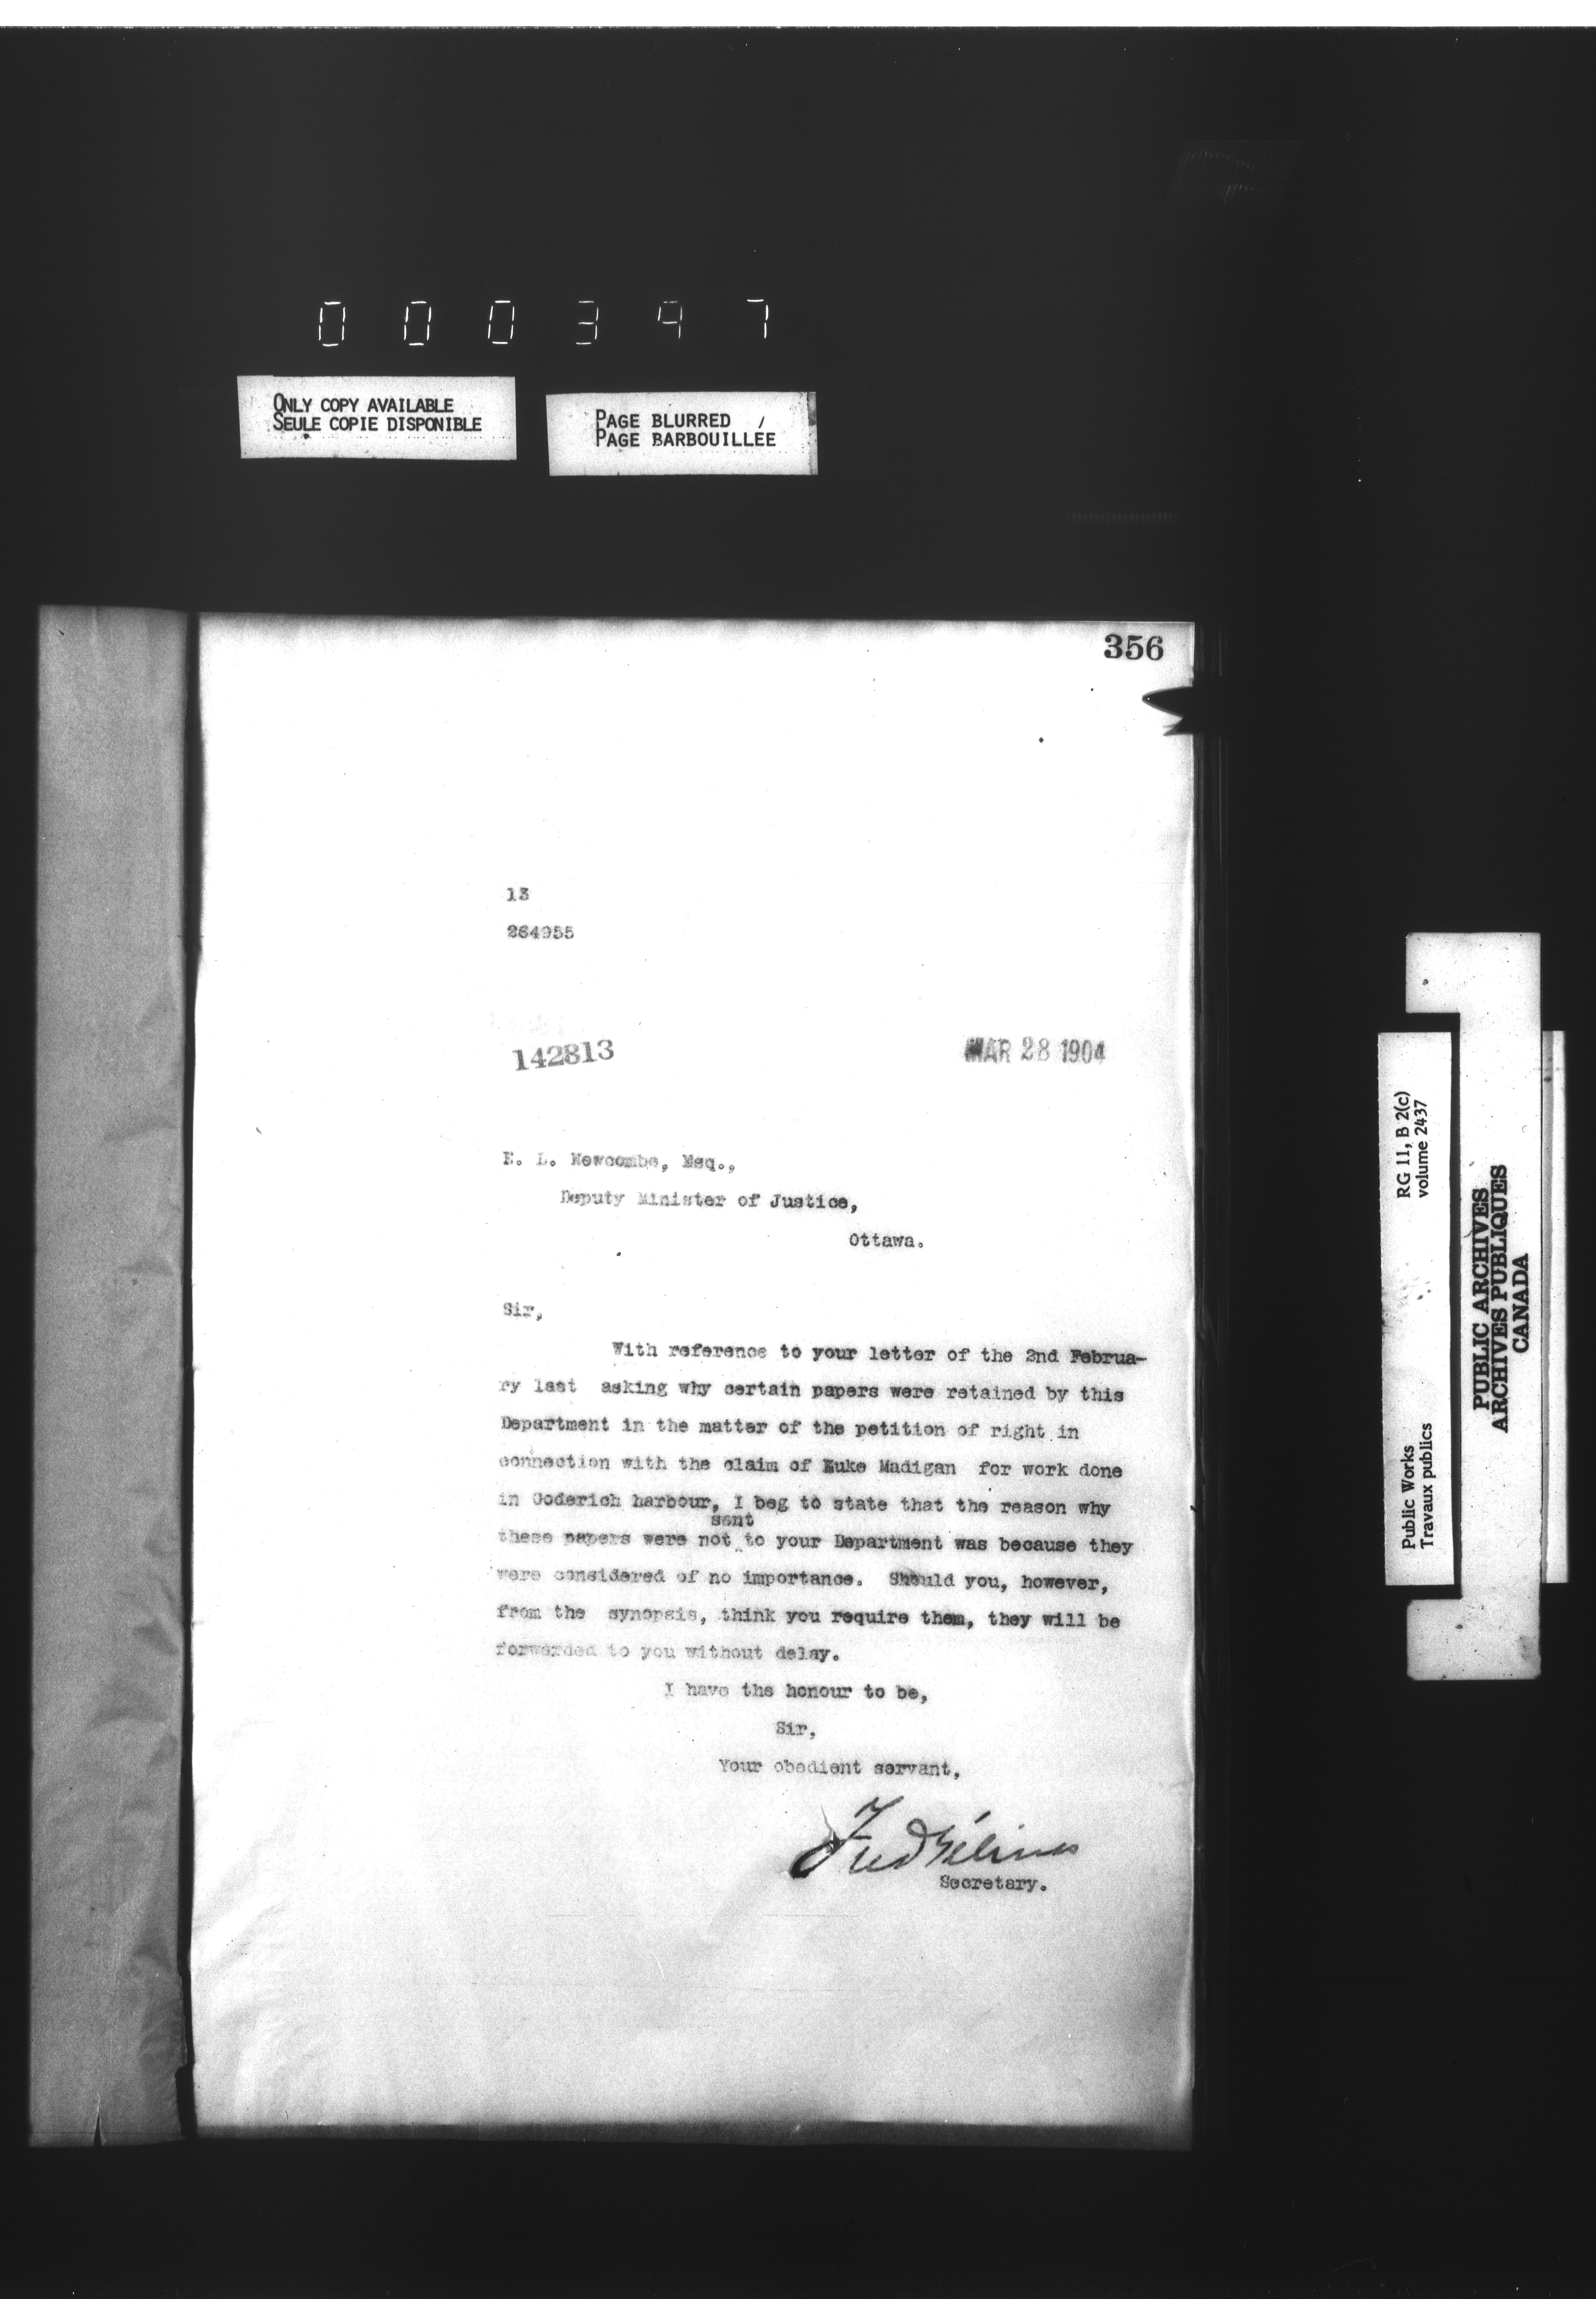 000397
ONLY COPY AVAILABLE
SEULE COPIE DISPONIBLE
PAGE BLURRED /
PAGE BARBOUILLEE
356
13
264955
142813
MAR 28 1904
E. L. Newcombe, Esq.,
Deputy Minister of Justice,
Ottawa.
Sir,
With reference to your letter of the 2nd Februa-
ry last asking why certain papers were retained by this
Department in the matter of the petition of right in
connection with the claim of Luke Madigan for work done
in Goderich harbour, I beg to state that the reason why
sent
these papers were not to your Department was because they
were considered of no importance. Should you, however,
from the synopsis, think you require them, they will be
forwarded to you without delay.
I have the honour to be,
Sir,
Your obedient servant,
Fred Gélinas
Secretary.
RG 11, B 2(c)
volume 2437
Public Works
Travaux publics
PUBLIC ARCHIVES
ARCHIVES PUBLIQUES
CANADA